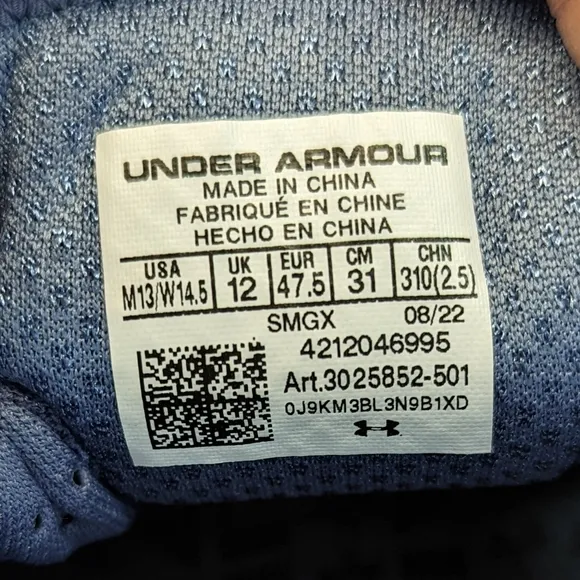 UNDER ARMOUR
MADE IN CHINA
FABRIQUÉ EN CHINE
HECHO EN CHINA
USA UK EUR CM CHN
M13/W14.5 12 47.5 31 310(2.5)
SMGX 08/22
4212046995
Art.3025852-501
0J9KM3BL3N9B1XD